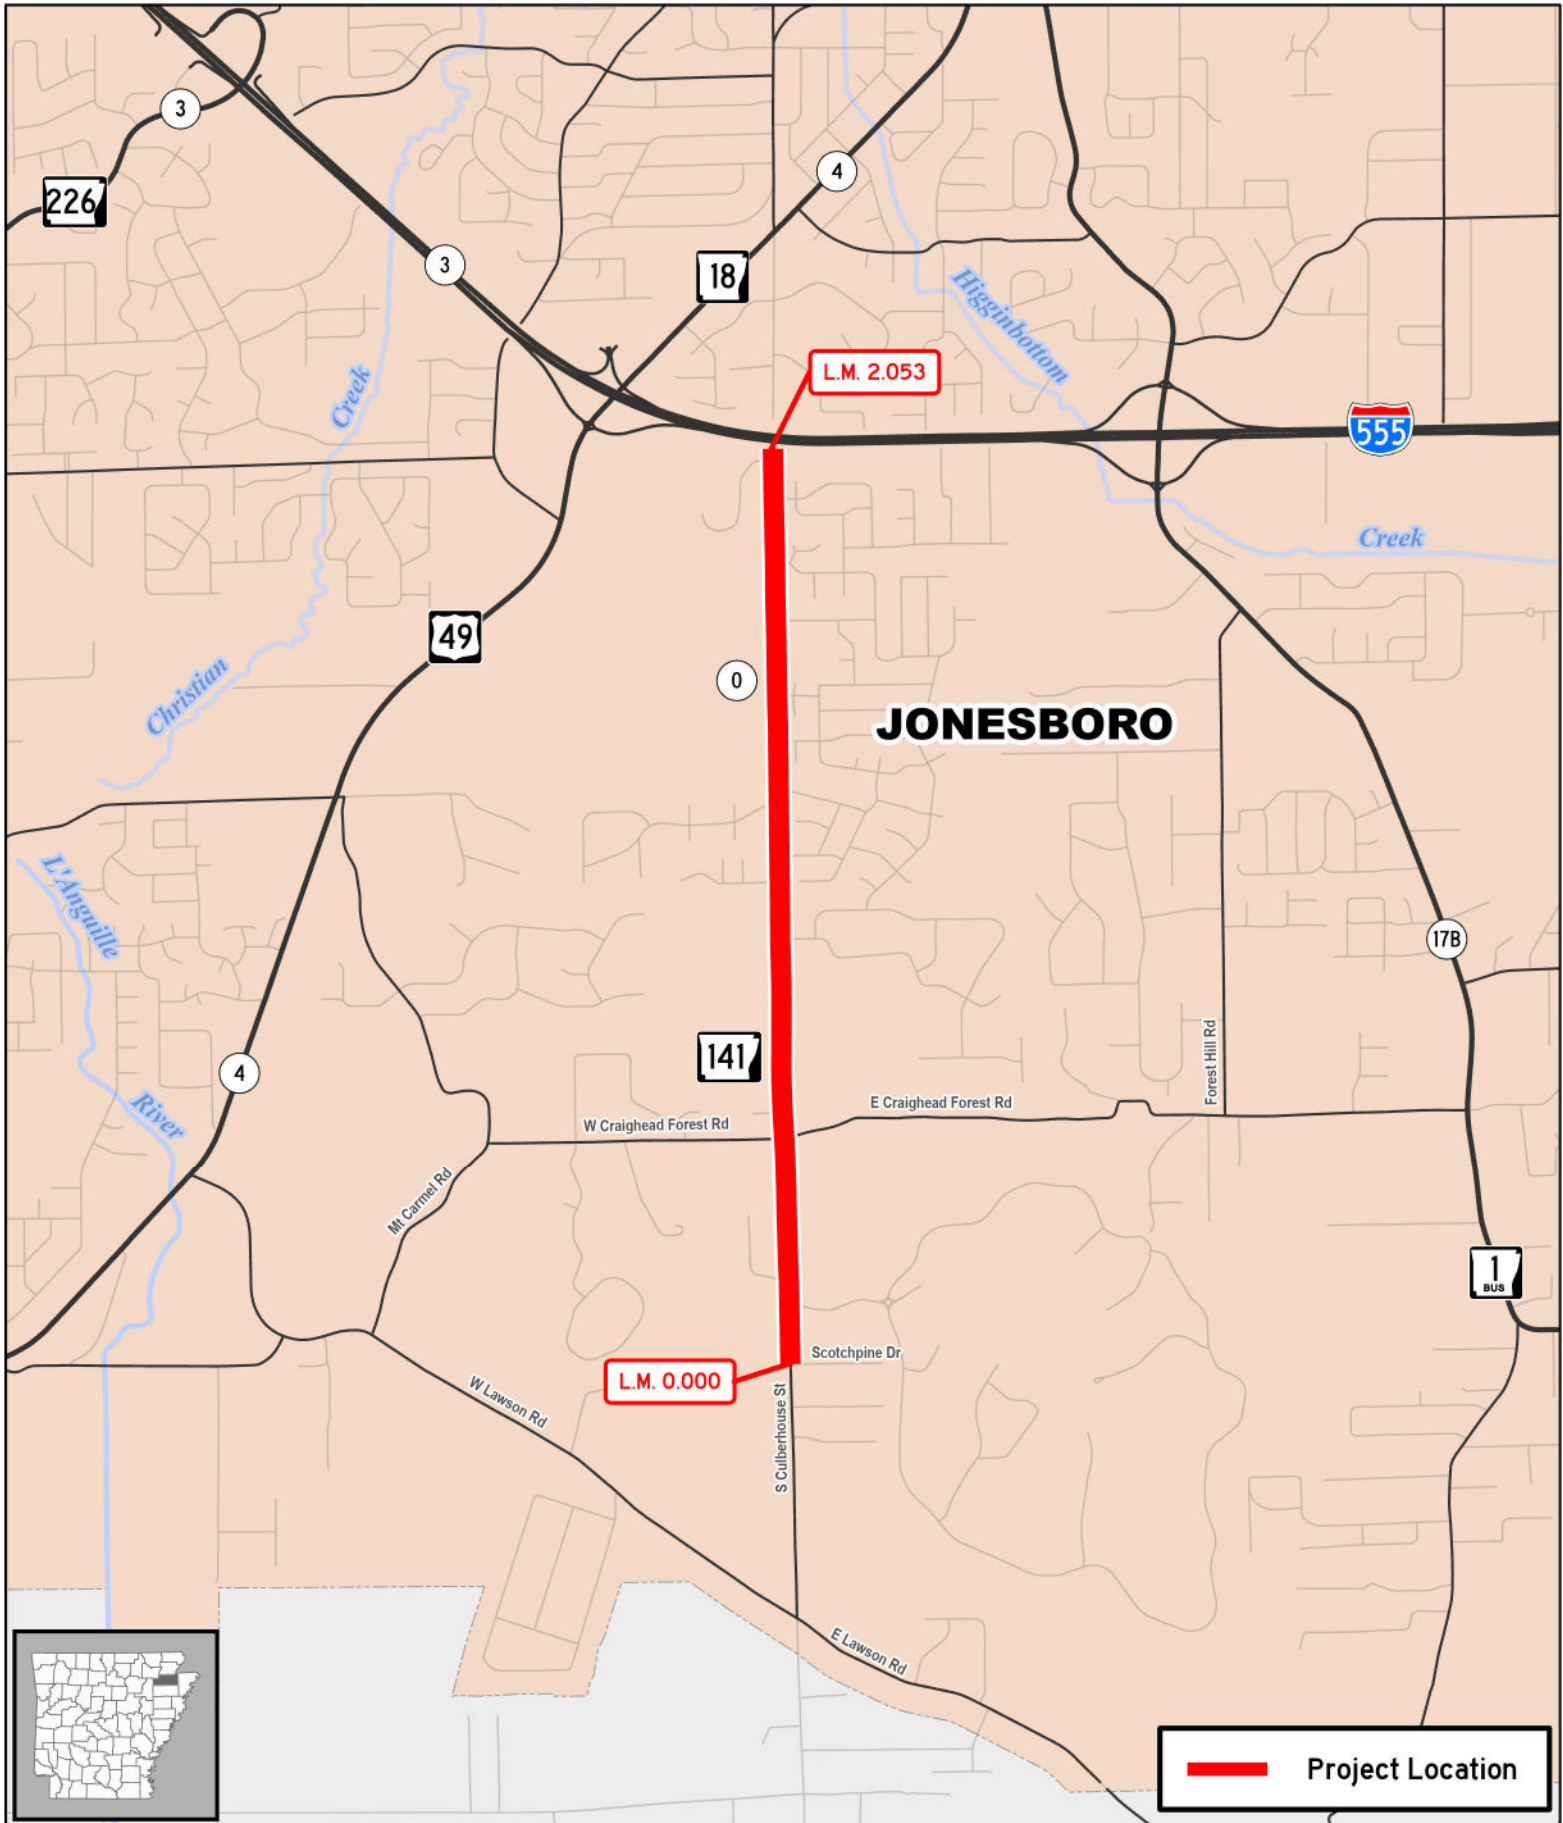 3
4
226
3
18
Higginbottom
L.M. 2.053
Creek
555
Creek
49
Christian
0
JONESBORO
L'Anguille
17B
Forest Hill Rd
141
4
E Craighead Forest Rd
River
W Craighead Forest Rd
Mt Carmel Rd
1
BUS
Scotchpine Dr
L.M. 0.000
W Lawson Rd
S Culberhouse St
E Lawson Rd
Project Location